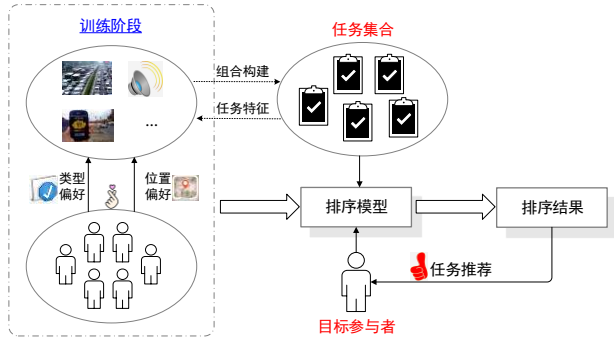 训练阶段
任务集合
组合构建
任务特征
...
类型
偏好
位置
偏好
排序模型
排序结果
任务推荐
目标参与者